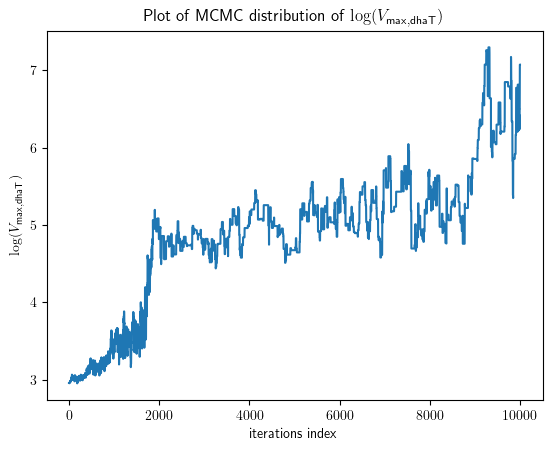 Plot of MCMC distribution of log(V_max,dhaT)
log(V_max,dhaT)
7
6
5
4
3
0 2000 4000 6000 8000 10000
iterations index